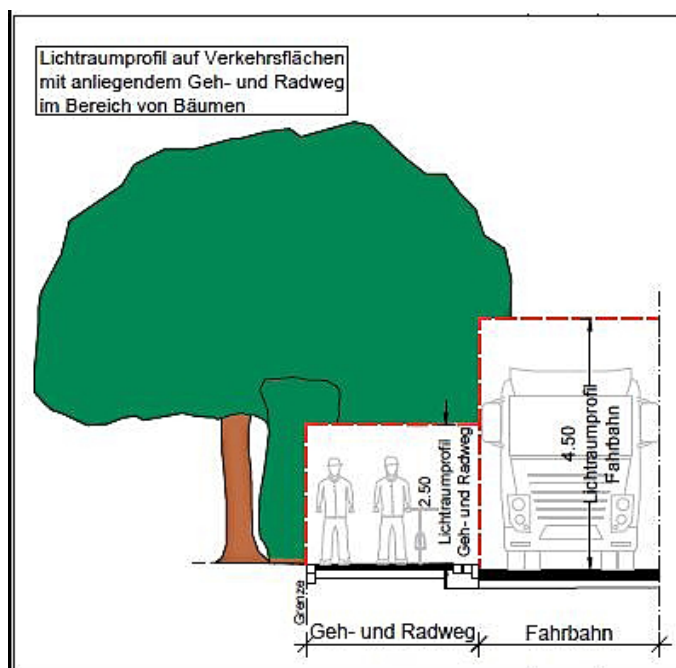 Lichtraumprofil auf Verkehrsflächen
mit anliegendem Geh- und Radweg
im Bereich von Bäumen
2.50
Lichtraumprofil
Geh- und Radweg
4.50
Lichtraumprofil
Fahrbahn
Grenze
Geh- und Radweg
Fahrbahn